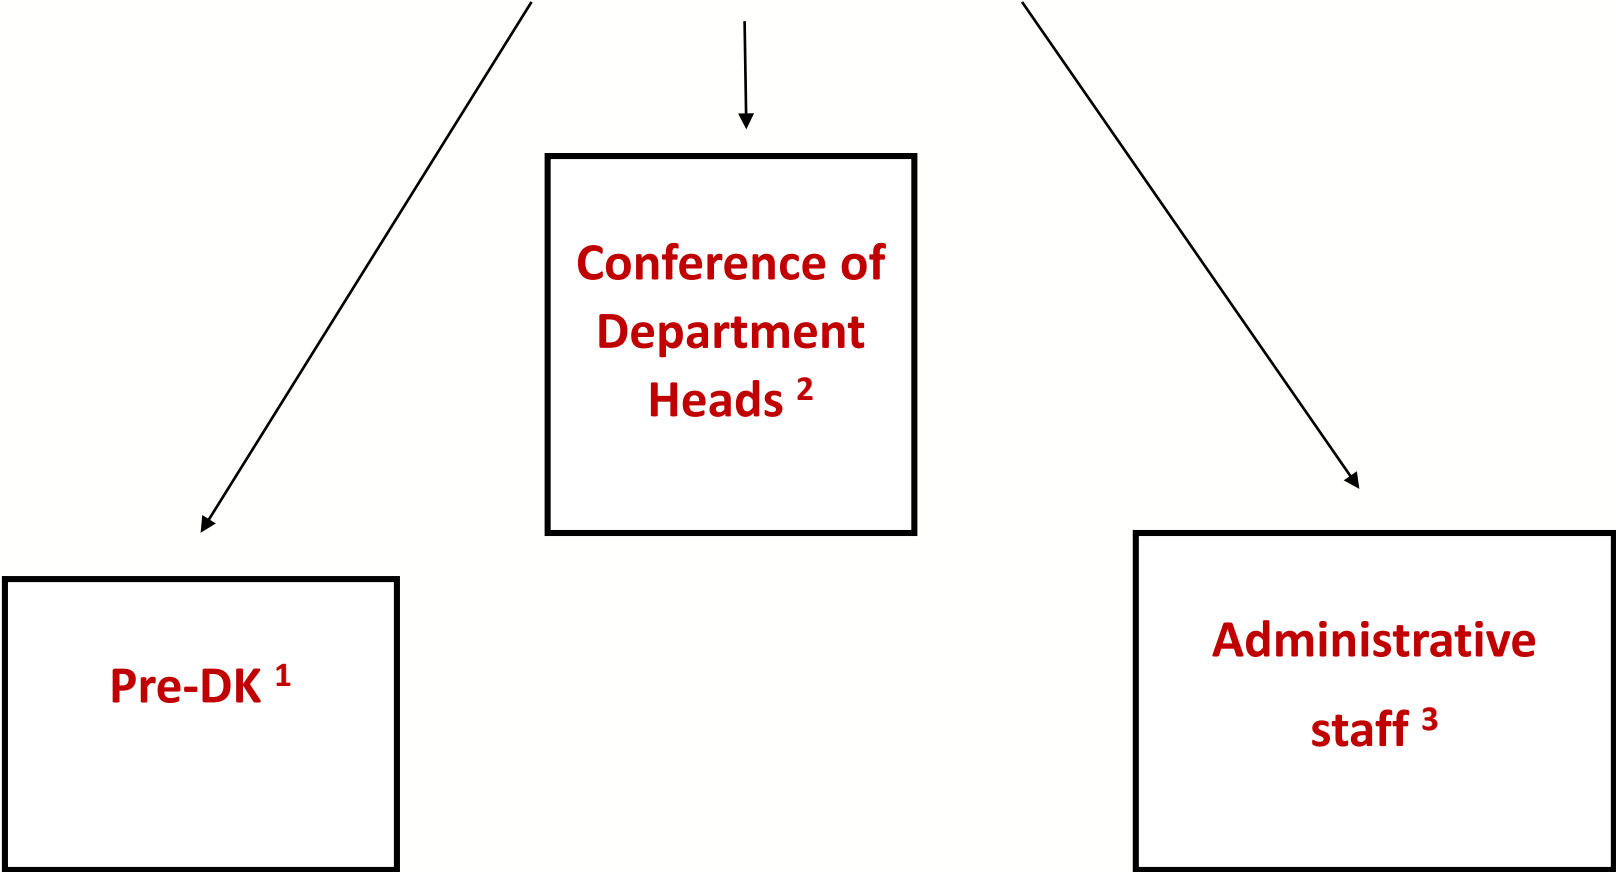 Conference of
Department
Heads ²
Pre-DK ¹
Administrative
staff ³